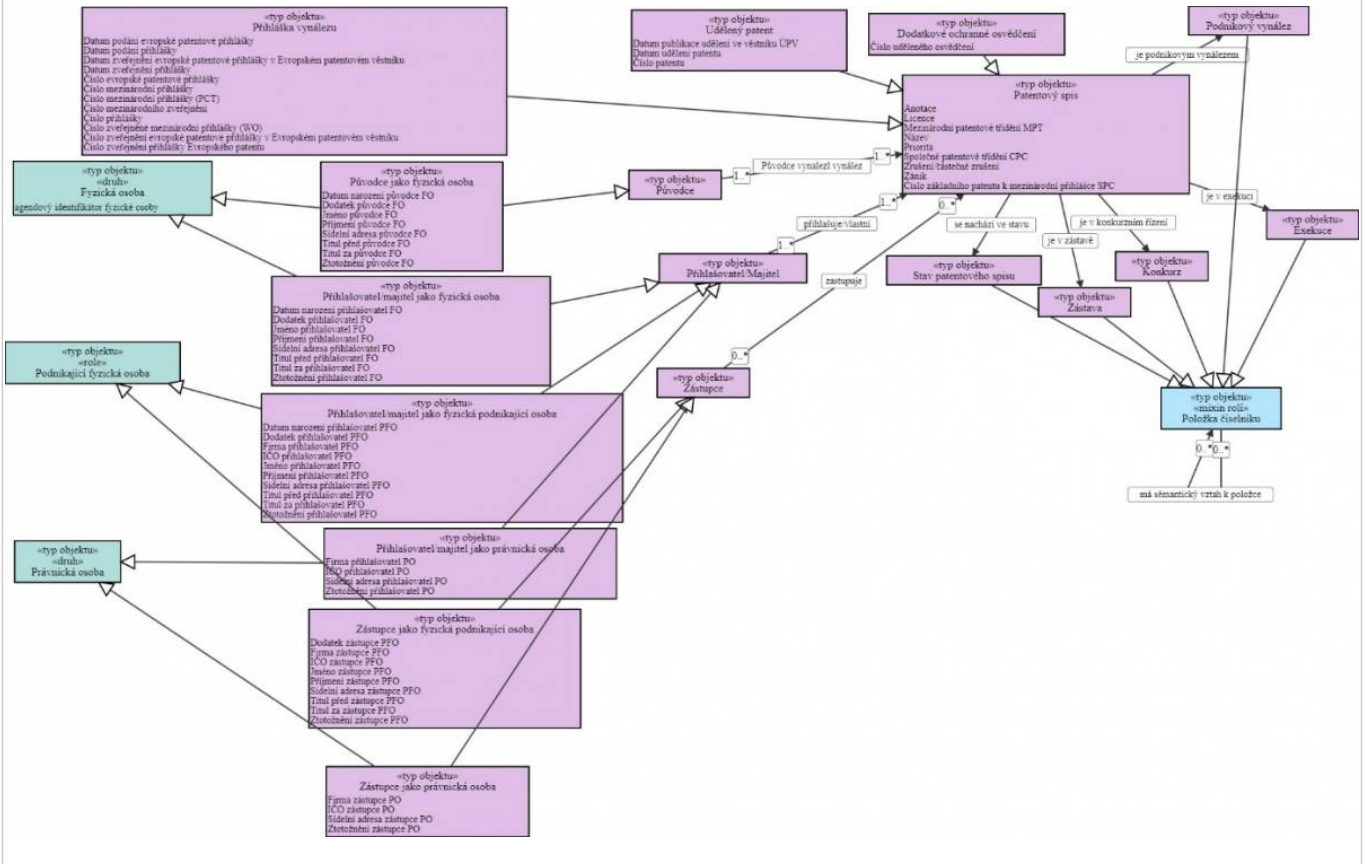 «typ objektu»
Přihláška vynálezu
Datum podání evropské patentové přihlášky
Datum podání přihlášky
Datum zveřejnění evropské patentové přihlášky v Evropském patentovém věstníku
Datum zveřejnění přihlášky
Číslo evropské patentové přihlášky
Číslo mezinárodní přihlášky
Číslo mezinárodní přihlášky (PCT)
Číslo mezinárodního zveřejnění
Číslo přihlášky
Číslo zveřejněné mezinárodní přihlášky (WO)
Číslo zveřejnění evropské patentové přihlášky v Evropském patentovém věstníku
Číslo zveřejnění přihlášky Evropského patentu
«typ objektu»
Udělený patent
Datum publikace udělení ve věstníku ÚPV
Datum udělení patentu
Číslo patentu
«typ objektu»
Dodatkové ochranné osvědčení
Číslo uděleného osvědčení
«typ objektu»
Podnikový vynález
je podnikovým vynálezem
«typ objektu»
Patentový spis
Anotace
Licence
Mezinárodní patentové třídění MPT
Název
Priorita
Společné patentové třídění CPC
Zrušení/částečné zrušení
Zánik
Číslo základního patentu k mezinárodní přihlášce SPC
«typ objektu»
«druh»
Fyzická osoba
agendový identifikátor fyzické osoby
«typ objektu»
Původce jako fyzická osoba
Datum narození původce FO
Dodatek původce FO
Jméno původce FO
Příjmení původce FO
Sídelní adresa původce FO
Titul před původce FO
Titul za původce FO
Ztotožnění původce FO
«typ objektu»
Původce
1..*
Původce vynalezl vynález
1..*
1..*
přihlašuje/vlastní
1..*
0..*
zastupuje
0..*
se nachází ve stavu
je v zástavě
je v konkurzním řízení
je v exekuci
«typ objektu»
Exekuce
«typ objektu»
Přihlašovatel/Majitel
«typ objektu»
Stav patentového spisu
«typ objektu»
Konkurz
«typ objektu»
Zástava
«typ objektu»
Přihlašovatel/majitel jako fyzická osoba
Datum narození přihlašovatel FO
Dodatek přihlašovatel FO
Jméno přihlašovatel FO
Příjmení přihlašovatel FO
Sídelní adresa přihlašovatel FO
Titul před přihlašovatel FO
Titul za přihlašovatel FO
Ztotožnění přihlašovatel FO
«typ objektu»
«role»
Podnikající fyzická osoba
«typ objektu»
Zástupce
«typ objektu»
«mixin rolí»
Položka číselníku
0..*
0..*
má sémantický vztah k položce
«typ objektu»
Přihlašovatel/majitel jako fyzická podnikající osoba
Datum narození přihlašovatel PFO
Dodatek přihlašovatel PFO
Firma přihlašovatel PFO
IČO přihlašovatel PFO
Jméno přihlašovatel PFO
Příjmení přihlašovatel PFO
Sídelní adresa přihlašovatel PFO
Titul před přihlašovatel PFO
Titul za přihlašovatel PFO
Ztotožnění přihlašovatel PFO
«typ objektu»
«druh»
Právnická osoba
«typ objektu»
Přihlašovatel/majitel jako právnická osoba
Firma přihlašovatel PO
IČO přihlašovatel PO
Sídelní adresa přihlašovatel PO
Ztotožnění přihlašovatel PO
«typ objektu»
Zástupce jako fyzická podnikající osoba
Dodatek zástupce PFO
Firma zástupce PFO
IČO zástupce PFO
Jméno zástupce PFO
Příjmení zástupce PFO
Sídelní adresa zástupce PFO
Titul před zástupce PFO
Titul za zástupce PFO
Ztotožnění zástupce PFO
«typ objektu»
Zástupce jako právnická osoba
Firma zástupce PO
IČO zástupce PO
Sídelní adresa zástupce PO
Ztotožnění zástupce PO